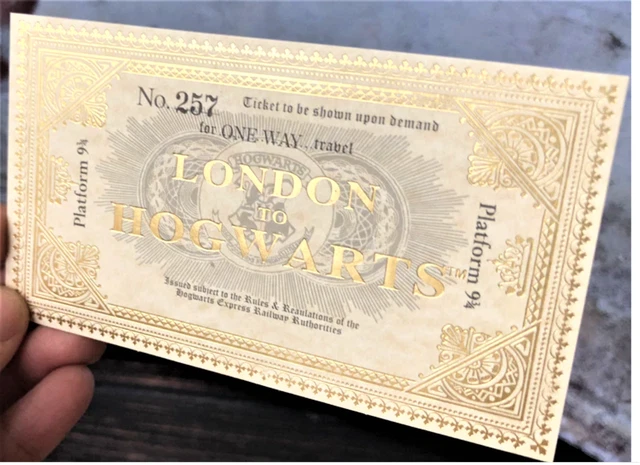 No. 257 Ticket to be shown upon demand
for ONE WAY...travel
HOGWARTS
LONDON
TO
HOGWARTS™
Platform 9¾
Platform 9¾
Issued subject to the Rules & Regulations of the
Hogwarts Express Railway Authorities